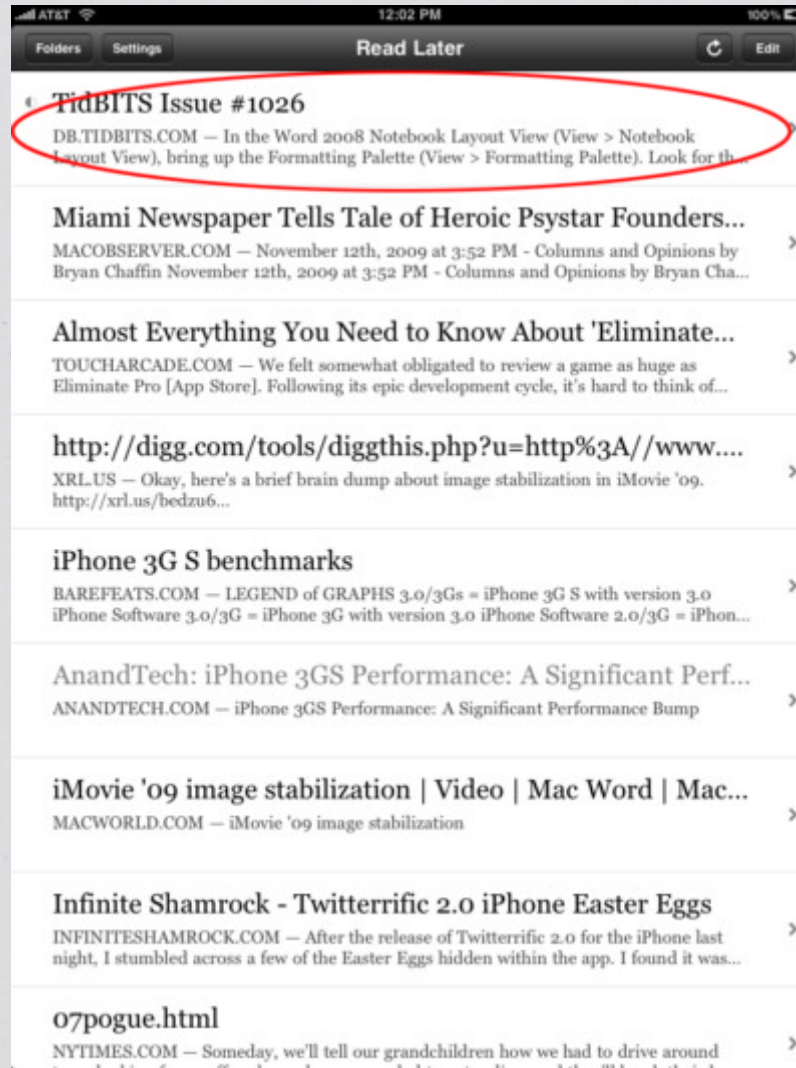 AT&T 12:02 PM 100%
Folders Settings Read Later Edit
TidBITS Issue #1026
DB.TIDBITS.COM — In the Word 2008 Notebook Layout View (View > Notebook
Layout View), bring up the Formatting Palette (View > Formatting Palette). Look for th...
Miami Newspaper Tells Tale of Heroic Psystar Founders...
MACOBSERVER.COM — November 12th, 2009 at 3:52 PM - Columns and Opinions by
Bryan Chaffin November 12th, 2009 at 3:52 PM - Columns and Opinions by Bryan Cha...
Almost Everything You Need to Know About 'Eliminate...
TOUCHARCADE.COM — We felt somewhat obligated to review a game as huge as
Eliminate Pro [App Store]. Following its epic development cycle, it's hard to think of...
http://digg.com/tools/diggthis.php?u=http%3A//www....
XRL.US — Okay, here's a brief brain dump about image stabilization in iMovie '09.
http://xrl.us/bedzu6...
iPhone 3G S benchmarks
BAREFEATS.COM — LEGEND of GRAPHS 3.0/3Gs = iPhone 3G S with version 3.0
iPhone Software 3.0/3G = iPhone 3G with version 3.0 iPhone Software 2.0/3G = iPhon...
AnandTech: iPhone 3GS Performance: A Significant Perf...
ANANDTECH.COM — iPhone 3GS Performance: A Significant Performance Bump
iMovie '09 image stabilization | Video | Mac Word | Mac...
MACWORLD.COM — iMovie '09 image stabilization
Infinite Shamrock - Twitterrific 2.0 iPhone Easter Eggs
INFINITESHAMROCK.COM — After the release of Twitterrific 2.0 for the iPhone last
night, I stumbled across a few of the Easter Eggs hidden within the app. I found it was...
07pogue.html
NYTIMES.COM — Someday, we'll tell our grandchildren how we had to drive around